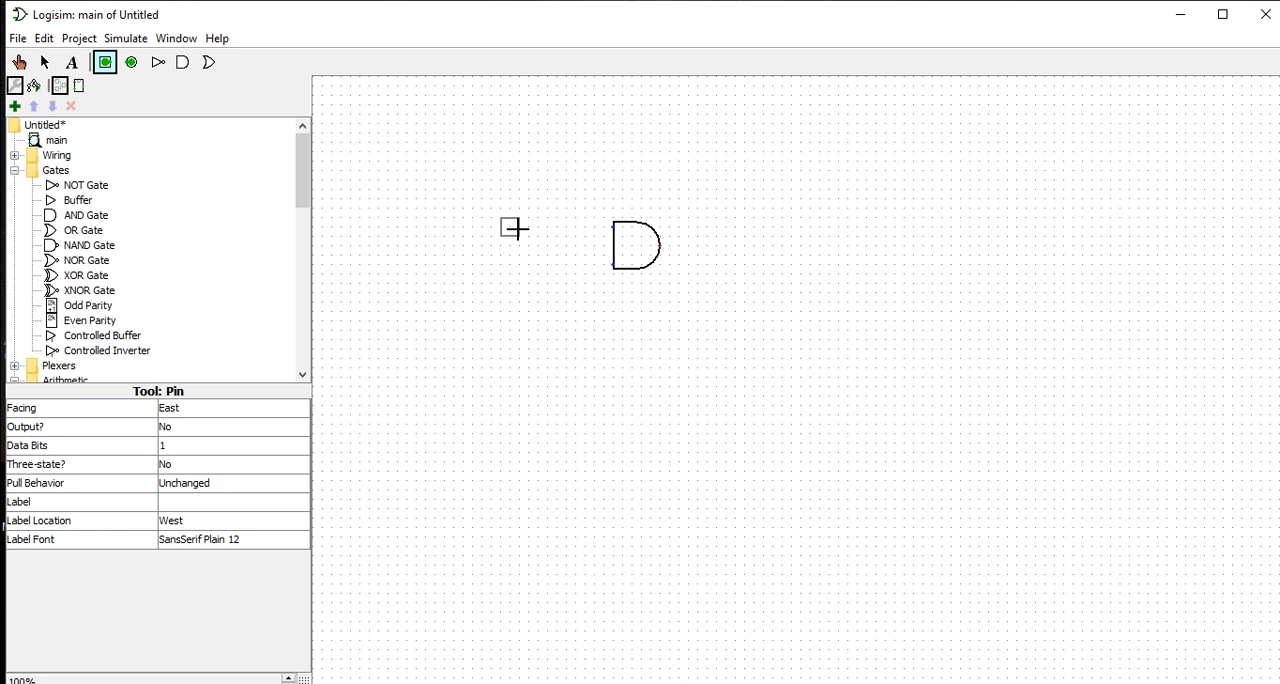 Logisim: main of Untitled
File Edit Project Simulate Window Help
A
Untitled*
main
Wiring
Gates
NOT Gate
Buffer
AND Gate
OR Gate
NAND Gate
NOR Gate
XOR Gate
XNOR Gate
Odd Parity
Even Parity
Controlled Buffer
Controlled Inverter
Plexers
Arithmetic
Tool: Pin
Facing East
Output? No
Data Bits 1
Three-state? No
Pull Behavior Unchanged
Label
Label Location West
Label Font SansSerif Plain 12
100%